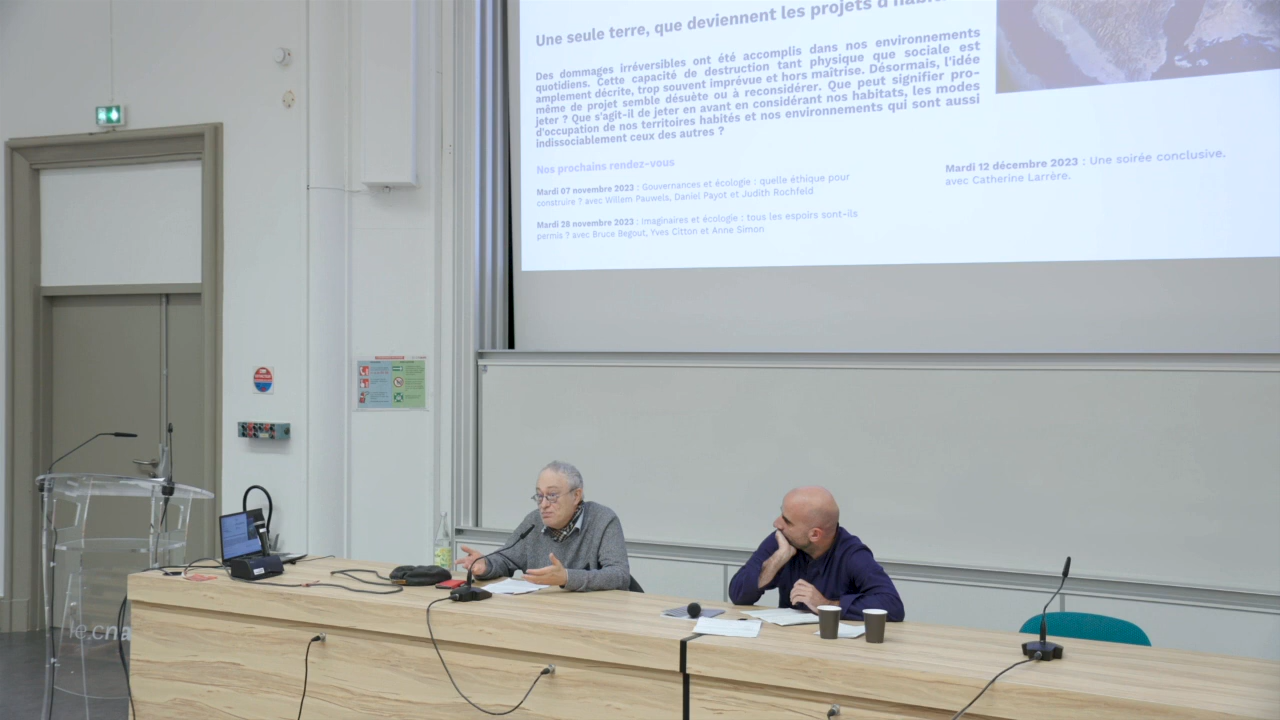 Une seule terre, que deviennent les projets d'habi
Des dommages irréversibles ont été accomplis dans nos environnements
quotidiens. Cette capacité de destruction tant physique que sociale est
amplement décrite, trop souvent imprévue et hors maîtrise. Désormais, l'idée
même de projet semble désuète ou à reconsidérer. Que peut signifier pro-
jeter ? Que s'agit-il de jeter en avant en considérant nos habitats, les modes
d'occupation de nos territoires habités et nos environnements qui sont aussi
indissociablement ceux des autres ?
Nos prochains rendez-vous
Mardi 07 novembre 2023 : Gouvernances et écologie : quelle éthique pour
construire ? avec Willem Pauwels, Daniel Payot et Judith Rochfeld
Mardi 28 novembre 2023 : Imaginaires et écologie : tous les espoirs sont-ils
permis ? avec Bruce Begout, Yves Citton et Anne Simon
Mardi 12 décembre 2023 : Une soirée conclusive,
avec Catherine Larrère.
le cna